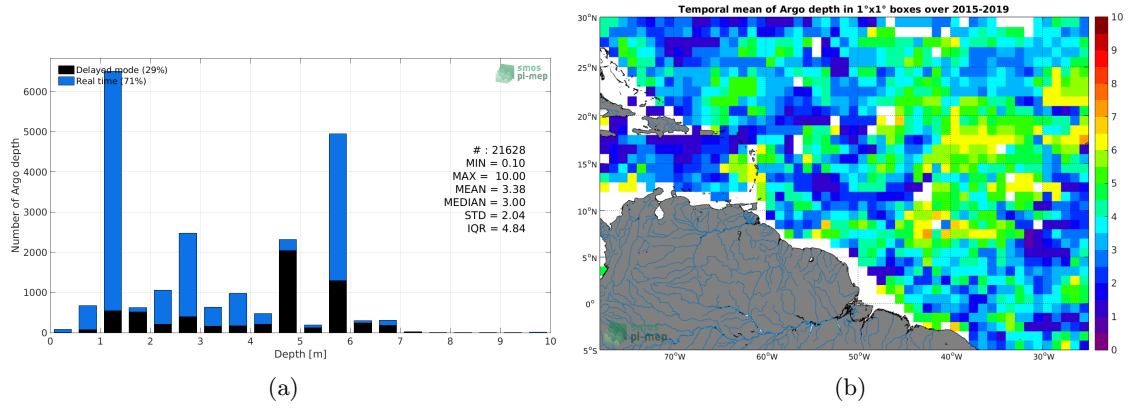 Delayed mode (29%)
Real time (71%)
smos
pi-mep
# : 21628
MIN = 0.10
MAX = 10.00
MEAN = 3.38
MEDIAN = 3.00
STD = 2.04
IQR = 4.84
Number of Argo depth
6000
5000
4000
3000
2000
1000
0
0 1 2 3 4 5 6 7 8 9 10
Depth [m]
(a)
Temporal mean of Argo depth in 1°x1° boxes over 2015-2019
30°N
25°N
20°N
15°N
10°N
5°N
0°
5°S
70°W 60°W 50°W 40°W 30°W
smos
pi-mep
10
9
8
7
6
5
4
3
2
1
0
(b)